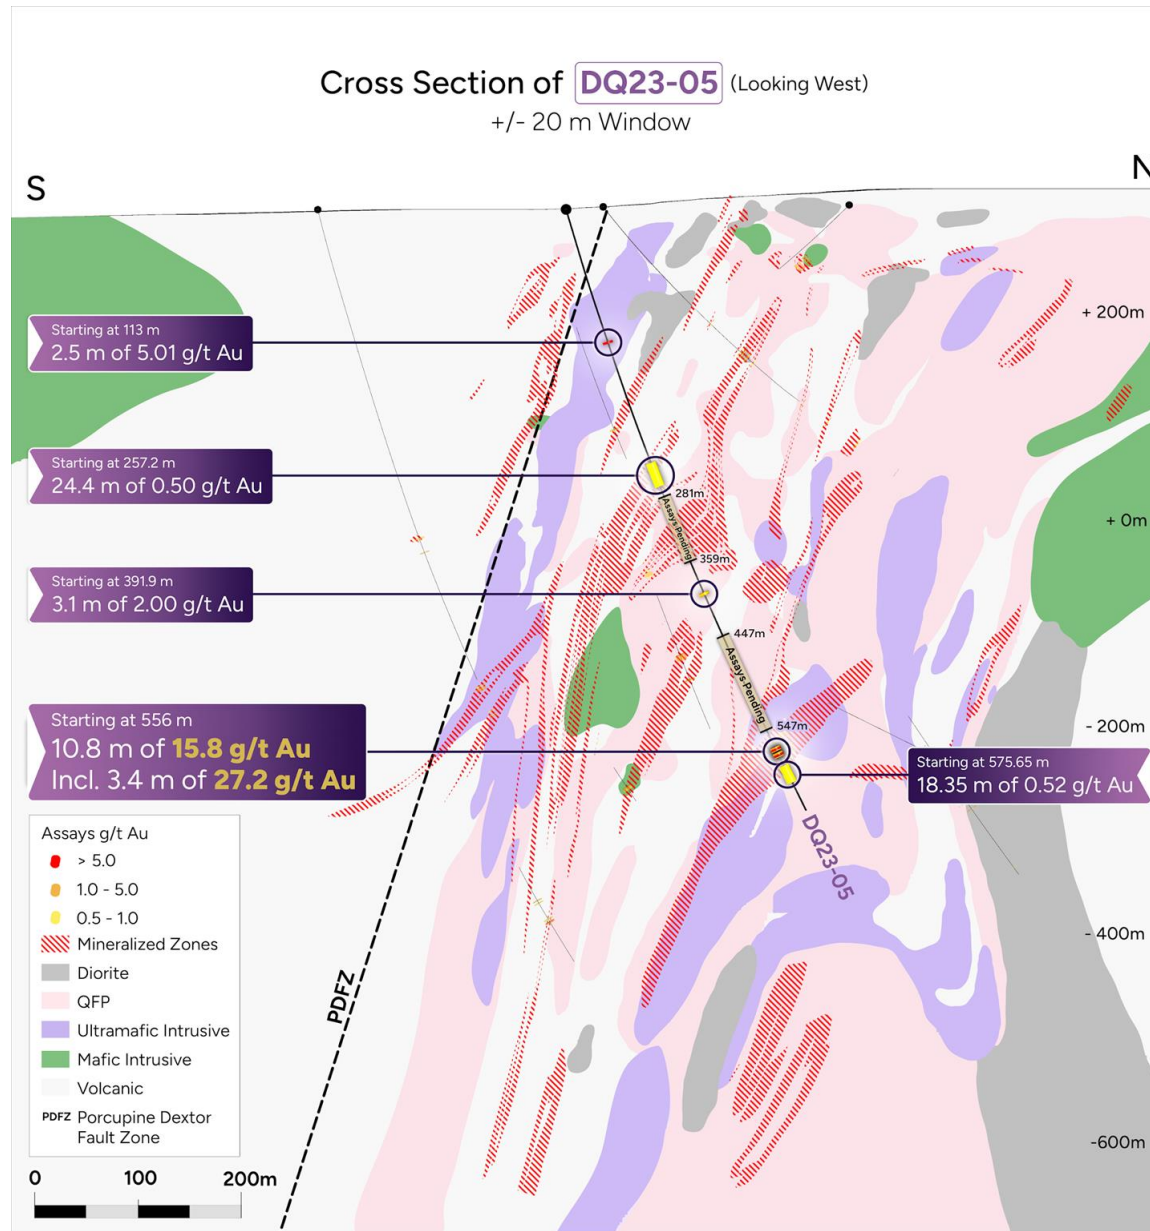 Cross Section of DQ23-05 (Looking West)
+/- 20 m Window
S
N
Starting at 113 m
2.5 m of 5.01 g/t Au
+ 200m
Starting at 257.2 m
24.4 m of 0.50 g/t Au
281m
Assays Pending
359m
+ 0m
Starting at 391.9 m
3.1 m of 2.00 g/t Au
447m
Assays Pending
547m
- 200m
Starting at 556 m
10.8 m of 15.8 g/t Au
Incl. 3.4 m of 27.2 g/t Au
Starting at 575.65 m
18.35 m of 0.52 g/t Au
DQ23-05
- 400m
PDFZ
-600m
Assays g/t Au
> 5.0
1.0 - 5.0
0.5 - 1.0
Mineralized Zones
Diorite
QFP
Ultramafic Intrusive
Mafic Intrusive
Volcanic
PDFZ Porcupine Dextor
Fault Zone
0 100 200m